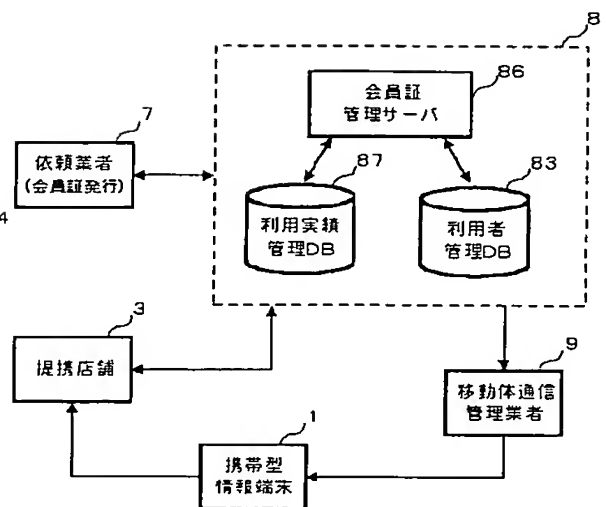 8
86
会員証
管理サーバ
7
依頼業者
(会員証発行)
4
87
利用実績
管理DB
83
利用者
管理DB
3
提携店舗
9
移動体通信
管理業者
1
携帯型
情報端末